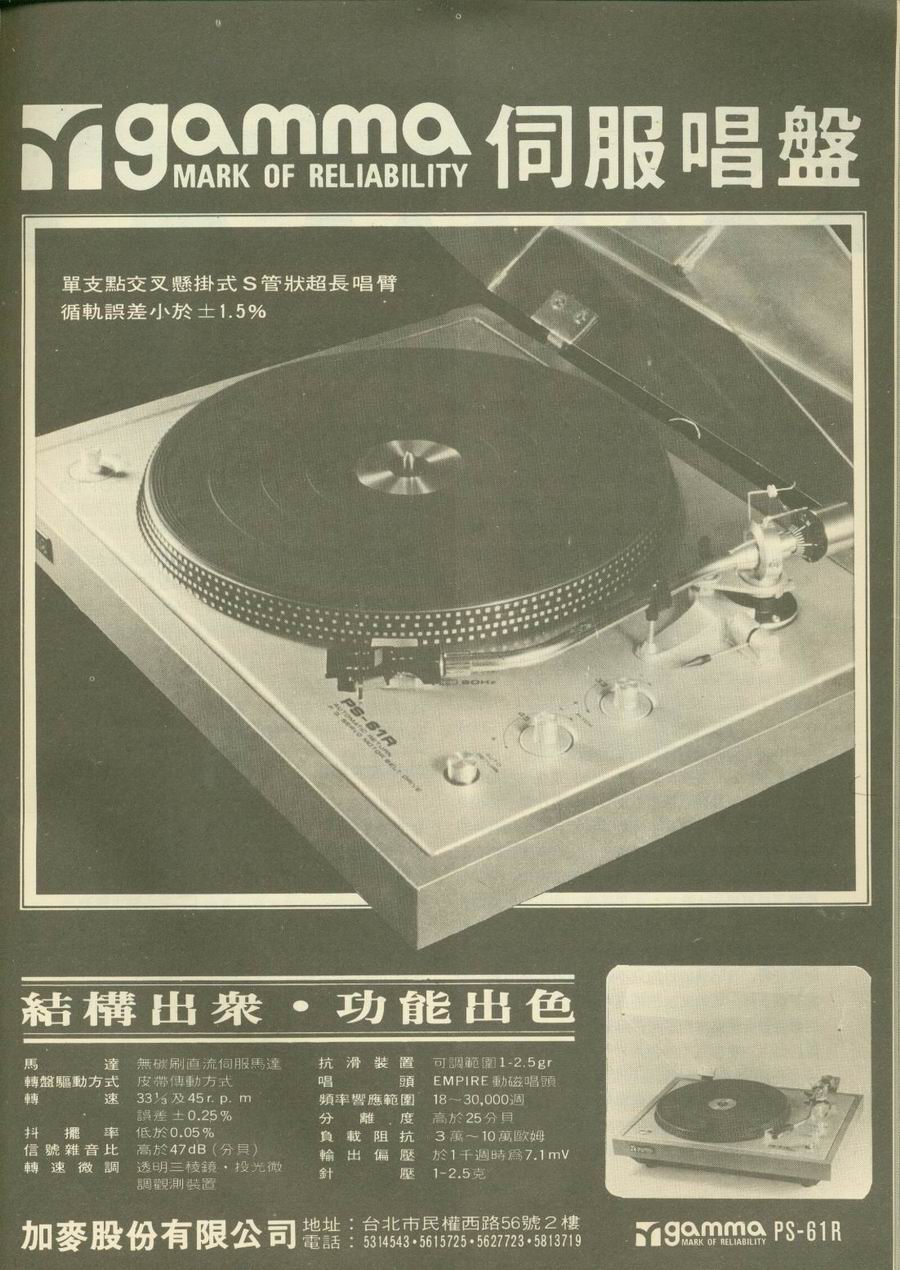 gamma 伺服唱盤
MARK OF RELIABILITY
單支點交叉懸掛式S管狀超長唱臂
循軌誤差小於±1.5%
PS-61R
AUTOMATIC RETURN
結構出衆・功能出色
馬達 無碳刷直流伺服馬達
轉盤驅動方式 皮帶傳動方式
轉速 33⅓及45r. p. m
誤差±0.25%
抖擺率 低於0.05%
信號雜音比 高於47dB(分貝)
轉速微調 透明三棱鏡、投光微
調觀測裝置
抗滑裝置 可調範圍1-2.5gr
唱頭 EMPIRE動磁唱頭
頻率響應範圍 18～30,000週
分離度 高於25分貝
負載阻抗 3萬～10萬歐姆
輸出偏壓 於1千週時爲7.1mV
針壓 1-2.5克
加麥股份有限公司
地址：台北市民權西路56號2樓
電話：5314543・5615725・5627723・5813719
gamma PS-61R
MARK OF RELIABILITY